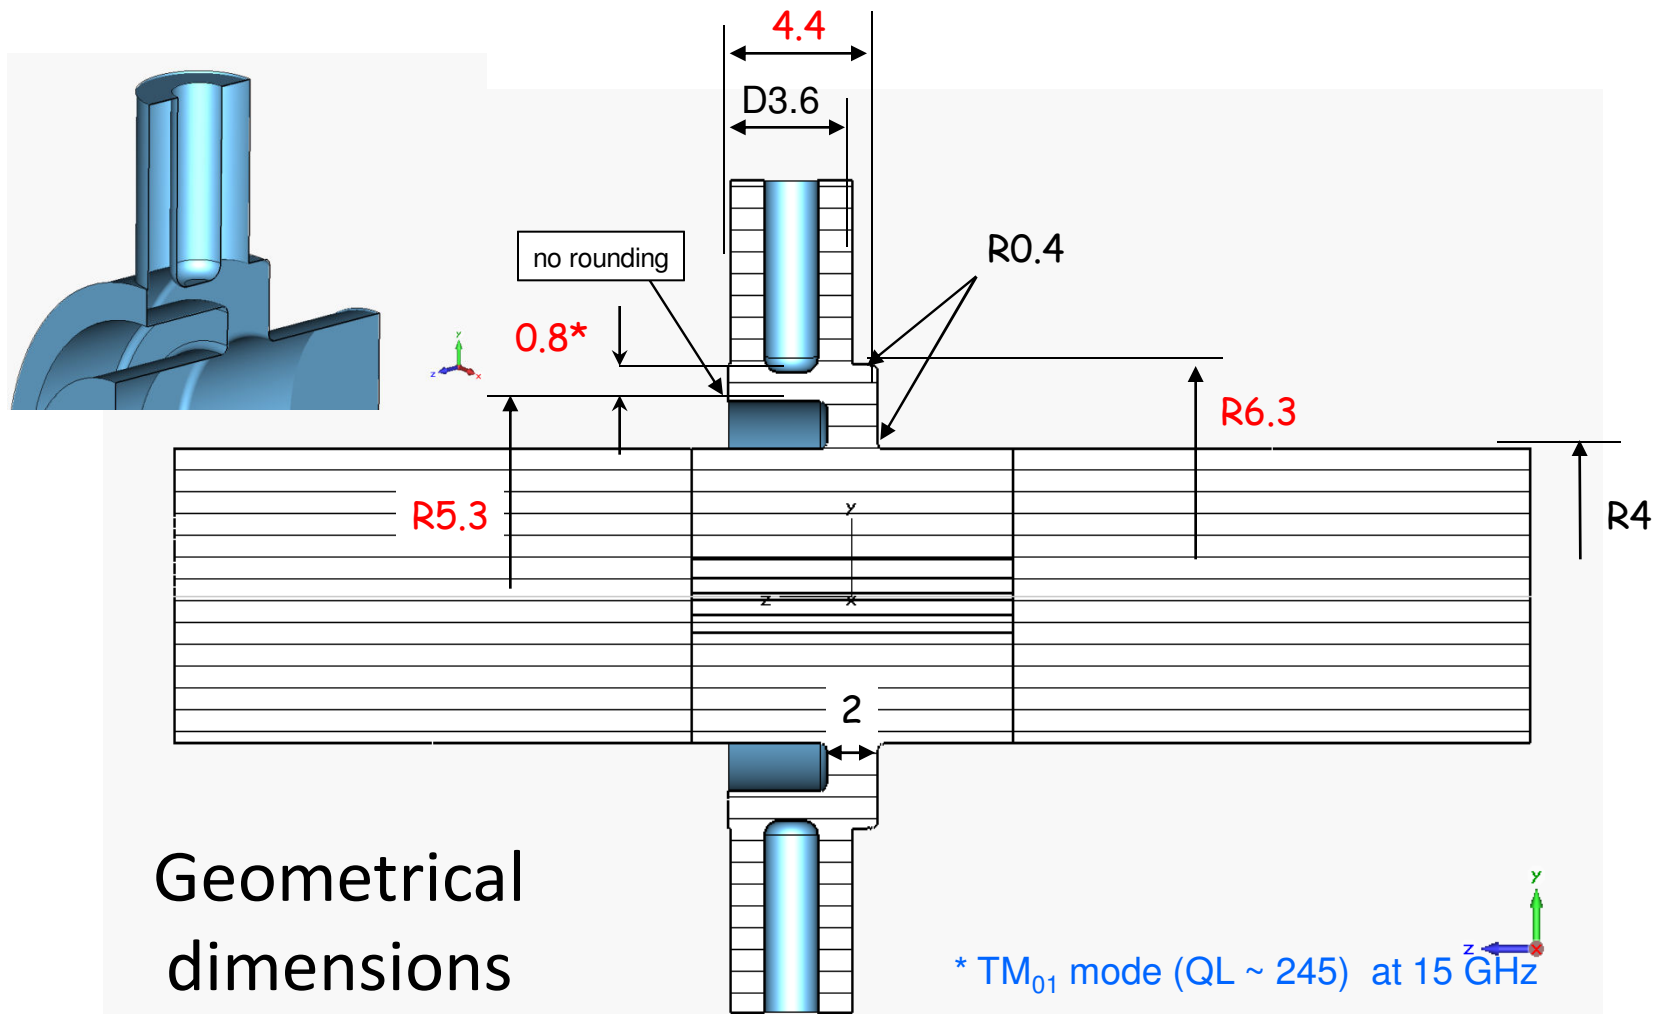 4.4
D3.6
no rounding
R0.4
0.8*
R6.3
R5.3
R4
2
Geometrical
dimensions
* TM01 mode (QL ~ 245) at 15 GHz
y
z
x
y
z
x
y
z